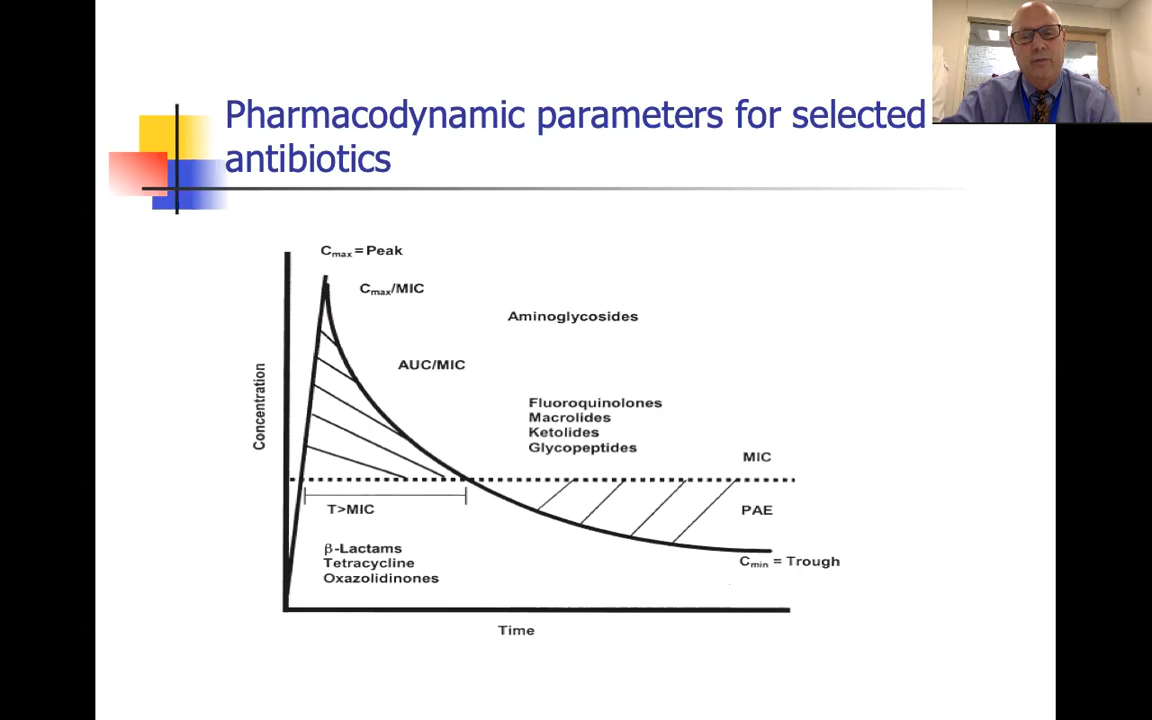 Pharmacodynamic parameters for selected
antibiotics
Cmax = Peak
Cmax/MIC
Aminoglycosides
AUC/MIC
Concentration
Fluoroquinolones
Macrolides
Ketolides
Glycopeptides
MIC
T>MIC
PAE
β-Lactams
Tetracycline
Oxazolidinones
Cmin = Trough
Time